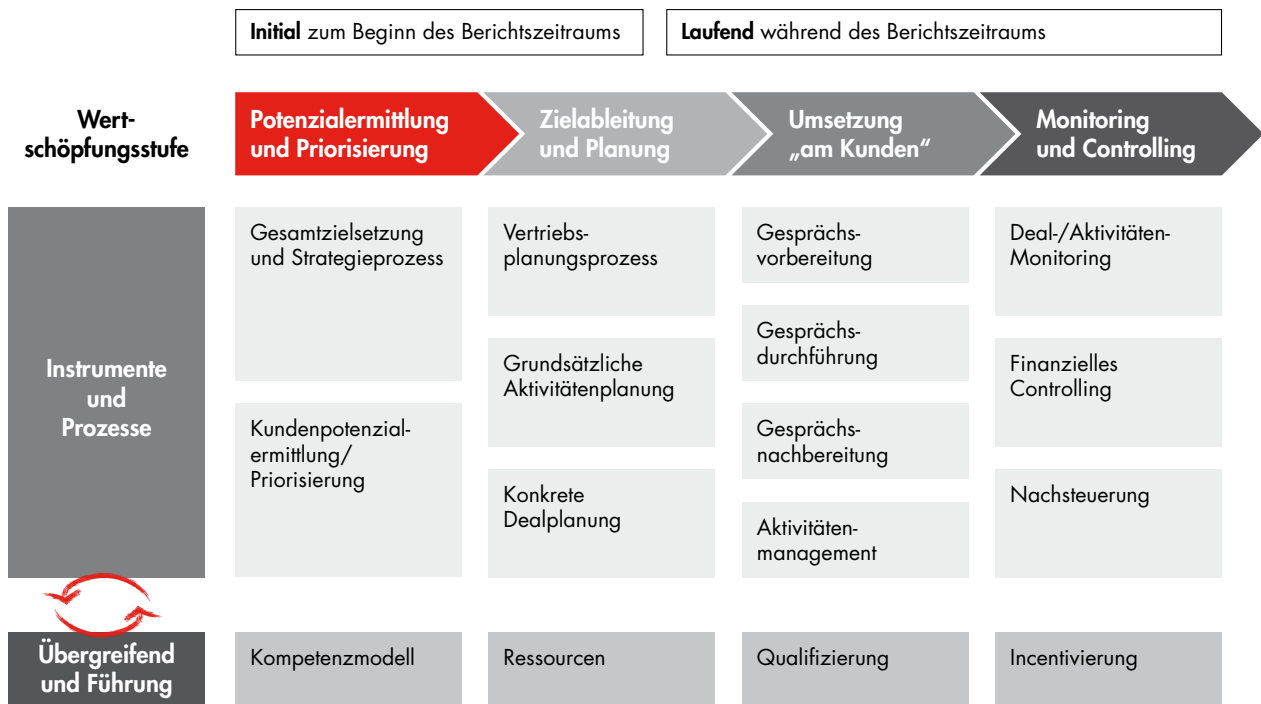 Initial zum Beginn des Berichtszeitraums
Laufend während des Berichtszeitraums
Wert-
schöpfungsstufe
Potenzialermittlung
und Priorisierung
Zielableitung
und Planung
Umsetzung
„am Kunden“
Monitoring
und Controlling
Instrumente
und
Prozesse
Gesamtzielsetzung
und Strategieprozess
Kundenpotenzial-
ermittlung/
Priorisierung
Vertriebs-
planungsprozess
Grundsätzliche
Aktivitätenplanung
Konkrete
Dealplanung
Gesprächs-
vorbereitung
Gesprächs-
durchführung
Gesprächs-
nachbereitung
Aktivitäten-
management
Deal-/Aktivitäten-
Monitoring
Finanzielles
Controlling
Nachsteuerung
Übergreifend
und Führung
Kompetenzmodell
Ressourcen
Qualifizierung
Incentivierung